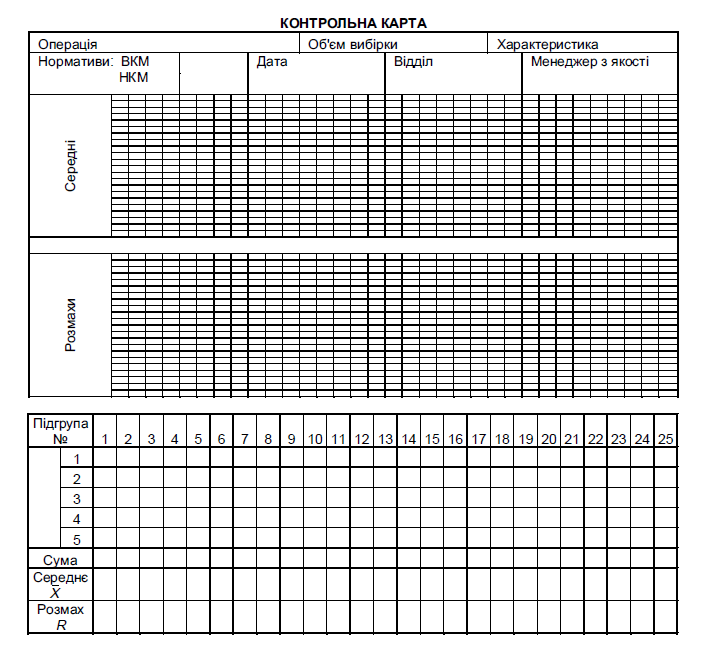 КОНТРОЛЬНА КАРТА
Операція Об'єм вибірки Характеристика
Нормативи: ВКМ Дата Відділ Менеджер з якості
НКМ
Середні
Розмахи
Підгрупа
№ 1 2 3 4 5 6 7 8 9 10 11 12 13 14 15 16 17 18 19 20 21 22 23 24 25
1
2
3
4
5
Сума
Середнє
X̅
Розмах
R